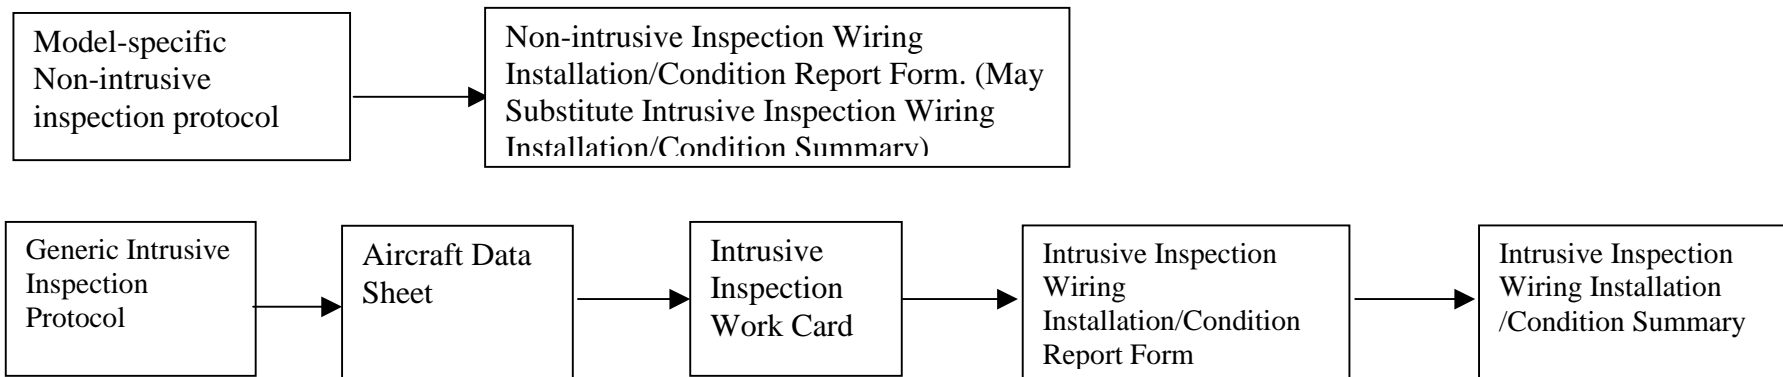 Model-specific
Non-intrusive
inspection protocol
Non-intrusive Inspection Wiring
Installation/Condition Report Form. (May
Substitute Intrusive Inspection Wiring
Installation/Condition Summary)
Generic Intrusive
Inspection
Protocol
Aircraft Data
Sheet
Intrusive
Inspection
Work Card
Intrusive Inspection
Wiring
Installation/Condition
Report Form
Intrusive Inspection
Wiring Installation
/Condition Summary